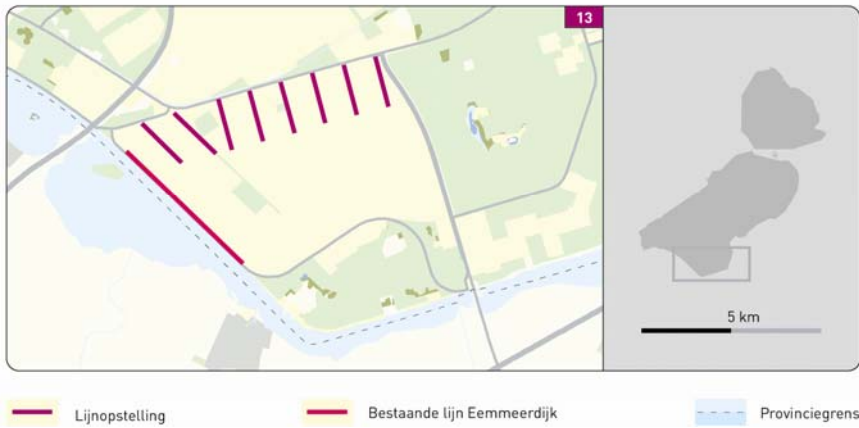 13
5 km
Lijnopstelling
Bestaande lijn Eemmeerdijk
Provinciegrens